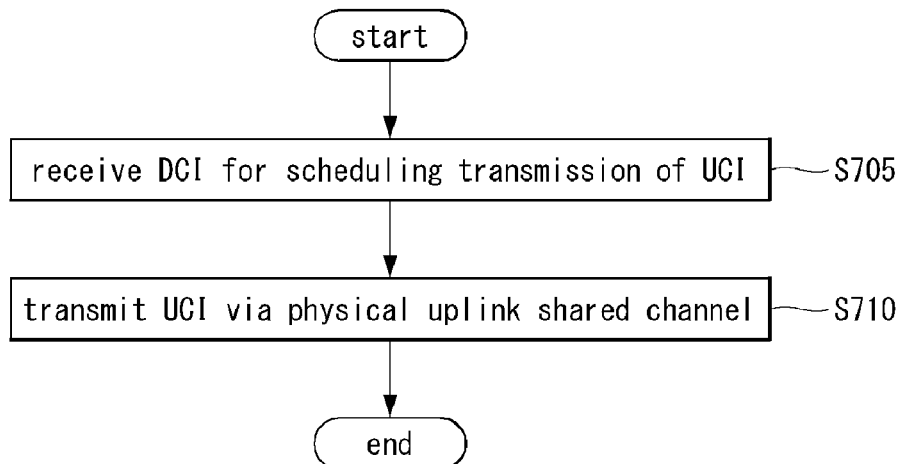 start
receive DCI for scheduling transmission of UCI
S705
transmit UCI via physical uplink shared channel
S710
end